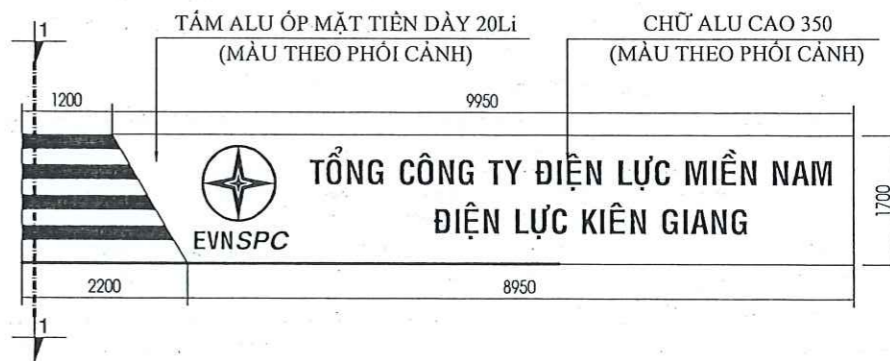 1
TẤM ALU ỐP MẶT TIỀN DÀY 20Li
(MÀU THEO PHỐI CẢNH)
CHỮ ALU CAO 350
(MÀU THEO PHỐI CẢNH)
1200
9950
TỔNG CÔNG TY ĐIỆN LỰC MIỀN NAM
ĐIỆN LỰC KIÊN GIANG
EVNSPC
1700
2200
8950
1